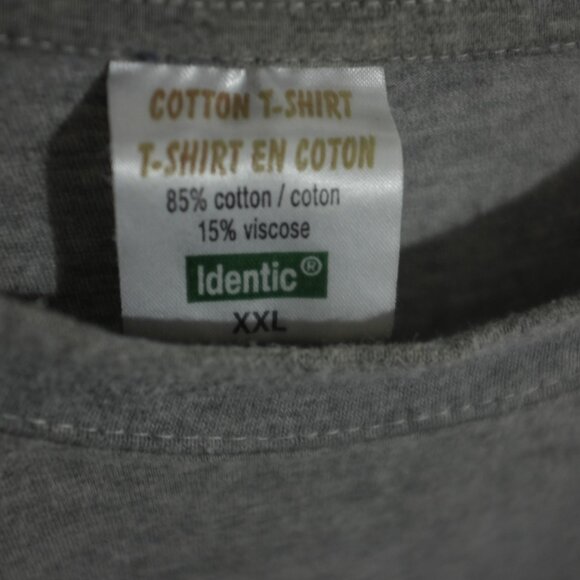 COTTON T-SHIRT
T-SHIRT EN COTON
85% cotton / coton
15% viscose
Identic®
XXL